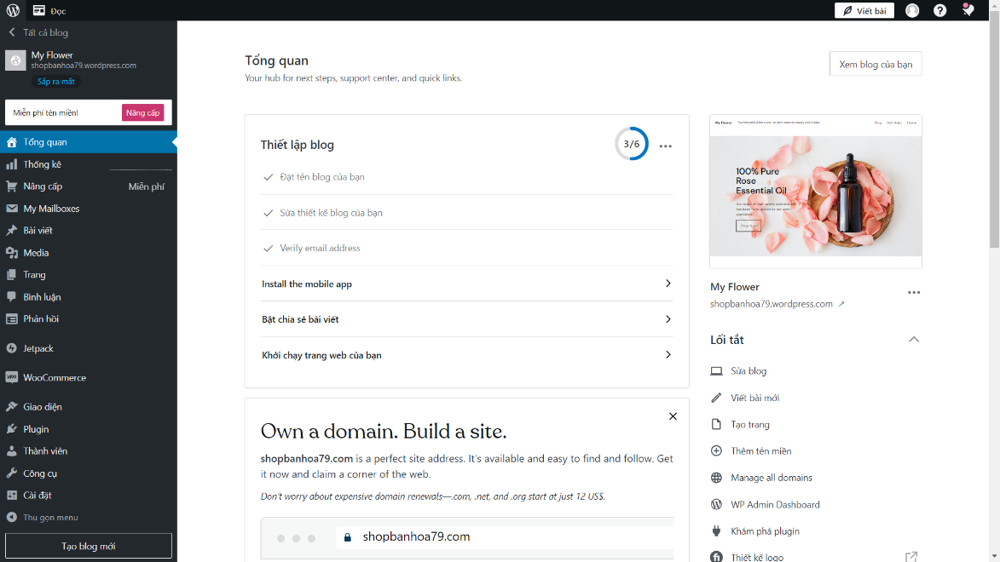 Đọc
Viết bài
Tất cả blog
My Flower
shopbanhoa79.wordpress.com
Sắp ra mắt
Miễn phí tên miền!
Nâng cấp
Tổng quan
Thống kê
Nâng cấp
Miễn phí
My Mailboxes
Bài viết
Media
Trang
Bình luận
Phản hồi
Jetpack
WooCommerce
Giao diện
Plugin
Thành viên
Công cụ
Cài đặt
Thu gọn menu
Tạo blog mới
Tổng quan
Your hub for next steps, support center, and quick links.
Xem blog của bạn
Thiết lập blog
3/6
Đặt tên blog của bạn
Sửa thiết kế blog của bạn
Verify email address
Install the mobile app
Bật chia sẻ bài viết
Khởi chạy trang web của bạn
Own a domain. Build a site.
shopbanhoa79.com is a perfect site address. It's available and easy to find and follow. Get
it now and claim a corner of the web.
Don't worry about expensive domain renewals—.com, .net, and .org start at just 12 US$.
shopbanhoa79.com
My Flower
Blog
Giới thiệu
Home
100% Pure
Rose
Essential Oil
Shop Now
My Flower
shopbanhoa79.wordpress.com ↗
Lối tắt
Sửa blog
Viết bài mới
Tạo trang
Thêm tên miền
Manage all domains
WP Admin Dashboard
Khám phá plugin
Thiết kế logo